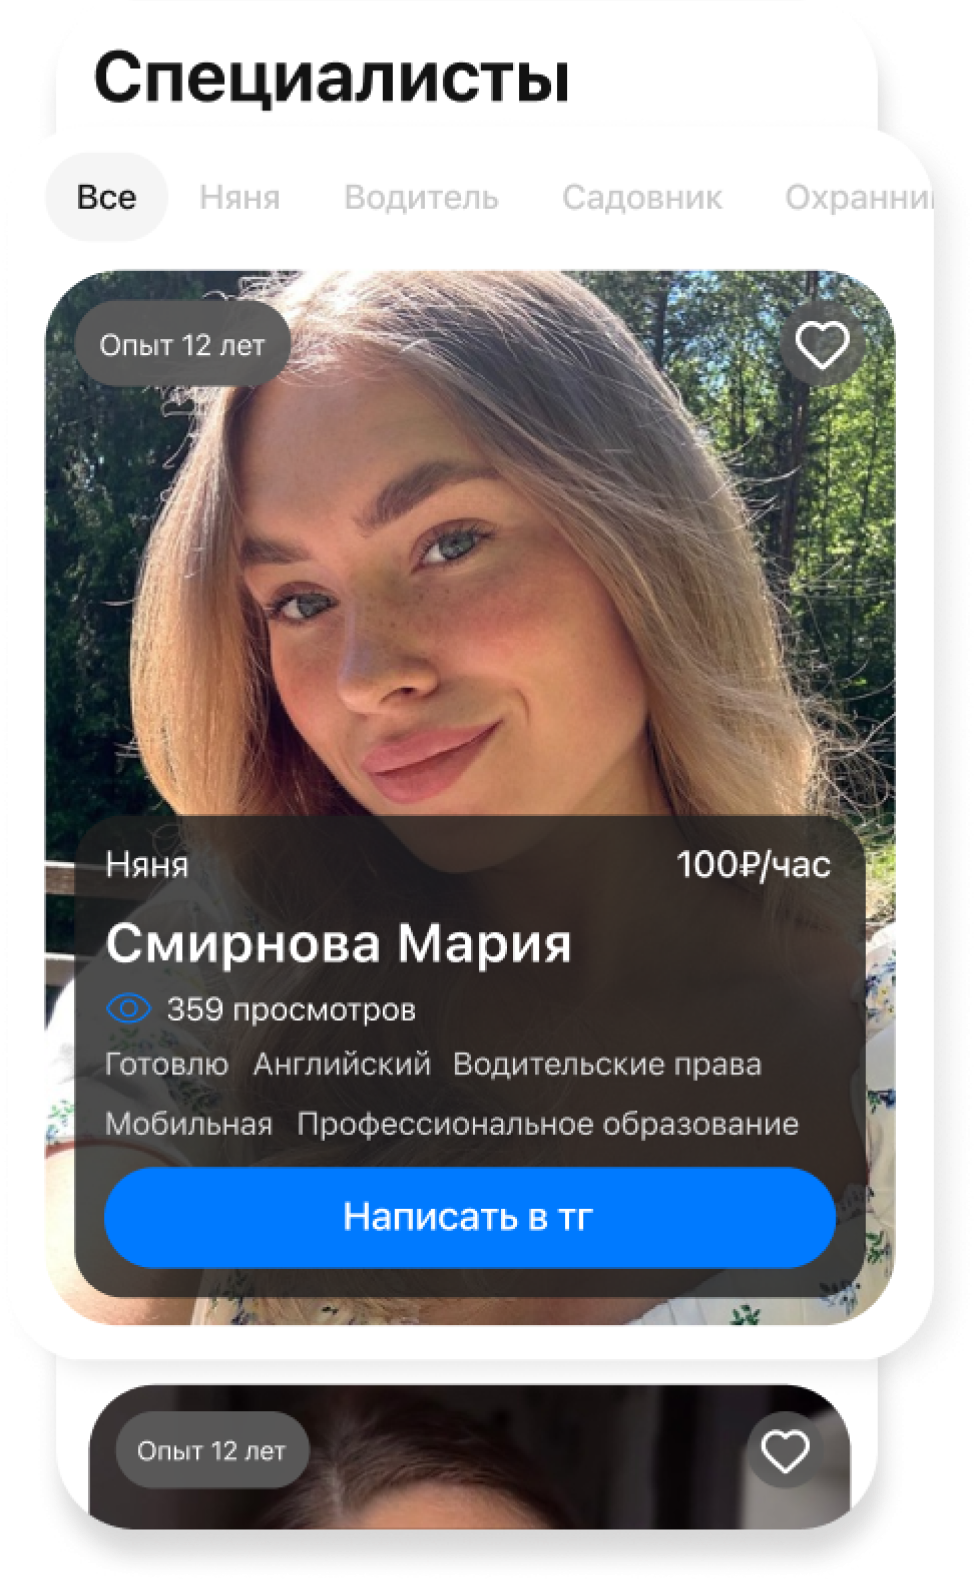 Специалисты
Все Няня Водитель Садовник Охранни
Опыт 12 лет
Няня 100₽/час
Смирнова Мария
359 просмотров
Готовлю Английский Водительские права
Мобильная Профессиональное образование
Написать в тг
Опыт 12 лет